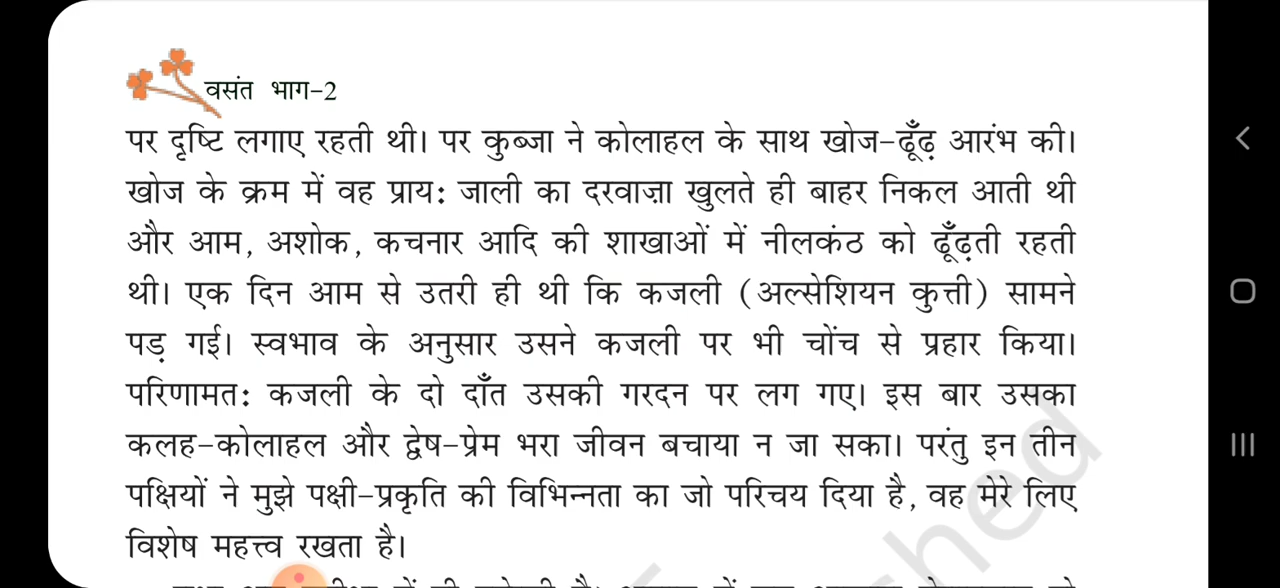 वसंत भाग-2
पर दृष्टि लगाए रहती थी। पर कुब्जा ने कोलाहल के साथ खोज-ढूँढ़ आरंभ की।
खोज के क्रम में वह प्राय: जाली का दरवाज़ा खुलते ही बाहर निकल आती थी
और आम, अशोक, कचनार आदि की शाखाओं में नीलकंठ को ढूँढ़ती रहती
थी। एक दिन आम से उतरी ही थी कि कजली (अल्सेशियन कुत्ती) सामने
पड़ गई। स्वभाव के अनुसार उसने कजली पर भी चोंच से प्रहार किया।
परिणामत: कजली के दो दाँत उसकी गरदन पर लग गए। इस बार उसका
कलह-कोलाहल और द्वेष-प्रेम भरा जीवन बचाया न जा सका। परंतु इन तीन
पक्षियों ने मुझे पक्षी-प्रकृति की विभिन्नता का जो परिचय दिया है, वह मेरे लिए
विशेष महत्त्व रखता है।